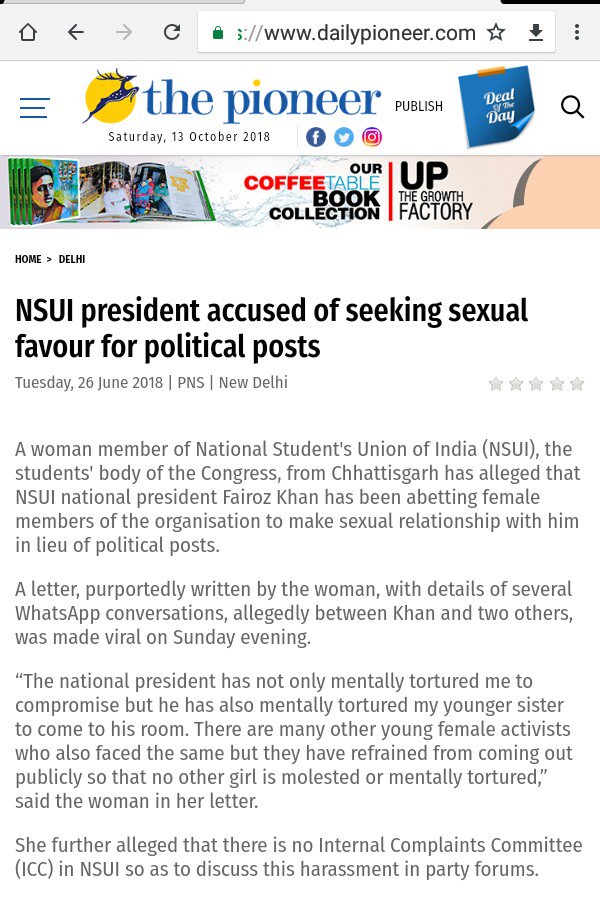 s://www.dailypioneer.com
the pioneer
PUBLISH
Deal
Of The
Day
Saturday, 13 October 2018
OUR
COFFEETABLE
BOOK
COLLECTION
UP
THE GROWTH
FACTORY
HOME > DELHI
NSUI president accused of seeking sexual
favour for political posts
Tuesday, 26 June 2018 | PNS | New Delhi
A woman member of National Student's Union of India (NSUI), the
students' body of the Congress, from Chhattisgarh has alleged that
NSUI national president Fairoz Khan has been abetting female
members of the organisation to make sexual relationship with him
in lieu of political posts.
A letter, purportedly written by the woman, with details of several
WhatsApp conversations, allegedly between Khan and two others,
was made viral on Sunday evening.
“The national president has not only mentally tortured me to
compromise but he has also mentally tortured my younger sister
to come to his room. There are many other young female activists
who also faced the same but they have refrained from coming out
publicly so that no other girl is molested or mentally tortured,”
said the woman in her letter.
She further alleged that there is no Internal Complaints Committee
(ICC) in NSUI so as to discuss this harassment in party forums.